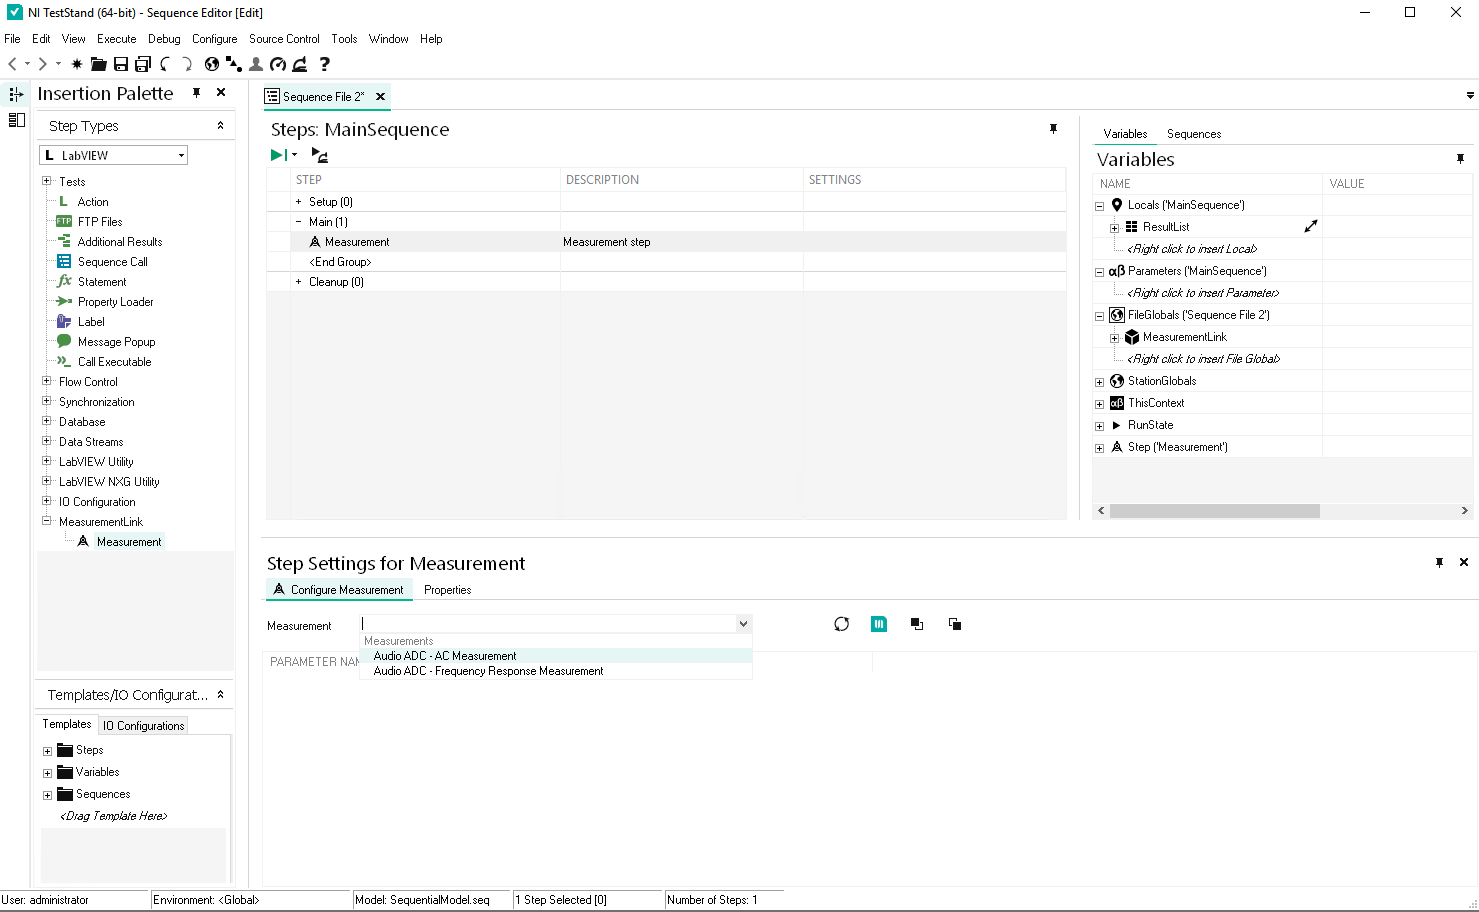 NI TestStand (64-bit) - Sequence Editor [Edit]
File Edit View Execute Debug Configure Source Control Tools Window Help
Insertion Palette
Step Types
L LabVIEW
Tests
L Action
FTP FTP Files
Additional Results
Sequence Call
fx Statement
Property Loader
Label
Message Popup
Call Executable
Flow Control
Synchronization
Database
Data Streams
LabVIEW Utility
LabVIEW NXG Utility
IO Configuration
MeasurementLink
Measurement
Templates/IO Configurat...
Templates IO Configurations
Steps
Variables
Sequences
<Drag Template Here>
Sequence File 2*
Steps: MainSequence
STEP DESCRIPTION SETTINGS
+ Setup (0)
− Main (1)
Measurement Measurement step
<End Group>
+ Cleanup (0)
Variables Sequences
Variables
NAME VALUE
Locals ('MainSequence')
ResultList
<Right click to insert Local>
αβ Parameters ('MainSequence')
<Right click to insert Parameter>
FileGlobals ('Sequence File 2')
MeasurementLink
<Right click to insert File Global>
StationGlobals
αβ ThisContext
RunState
Step ('Measurement')
Step Settings for Measurement
Configure Measurement Properties
Measurement
Measurements
Audio ADC - AC Measurement
Audio ADC - Frequency Response Measurement
PARAMETER
User: administrator Environment: <Global> Model: SequentialModel.seq 1 Step Selected [0] Number of Steps: 1